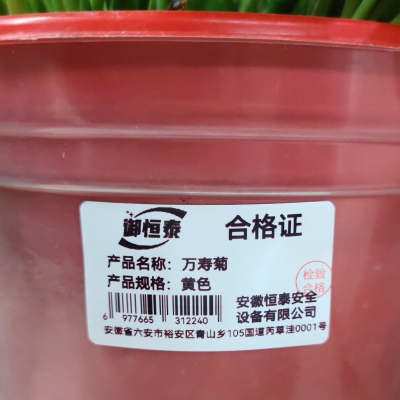 御恒泰 合格证
产品名称：万寿菊
产品规格：黄色
检验
合格
6 977665 312240
安徽恒泰安全
设备有限公司
安徽省六安市裕安区青山乡105国道芮草洼0001号